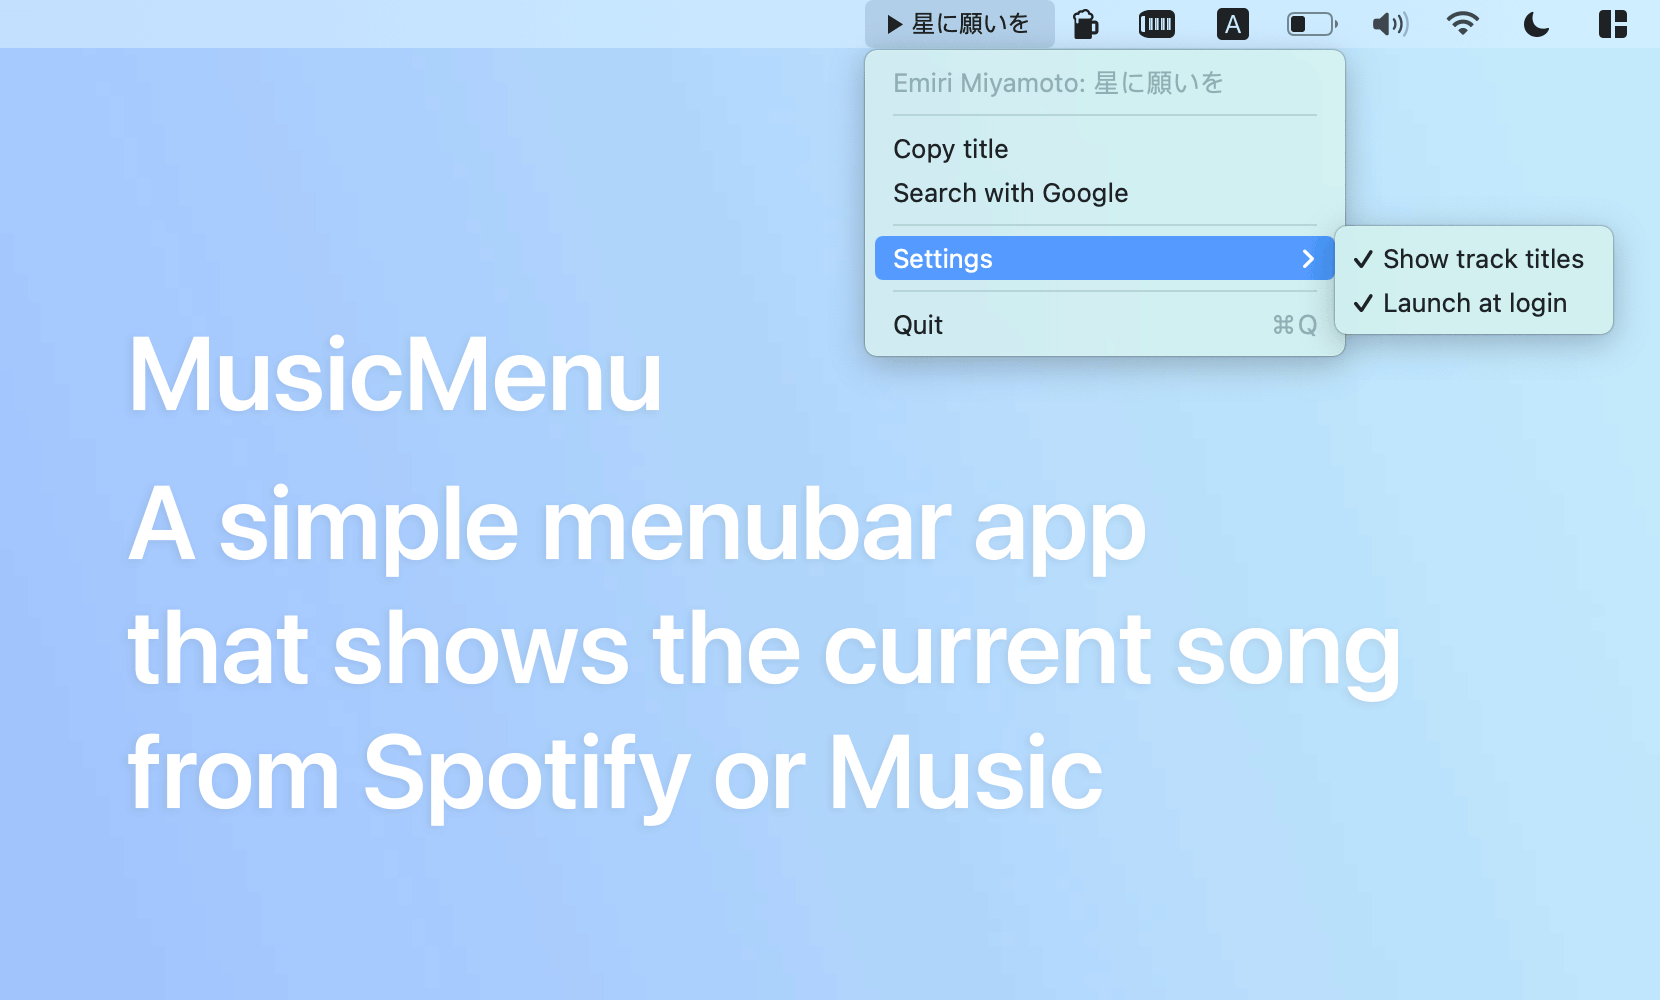 ▶ 星に願いを
A
Emiri Miyamoto: 星に願いを
Copy title
Search with Google
Settings
✓ Show track titles
✓ Launch at login
Quit ⌘Q
MusicMenu
A simple menubar app
that shows the current song
from Spotify or Music